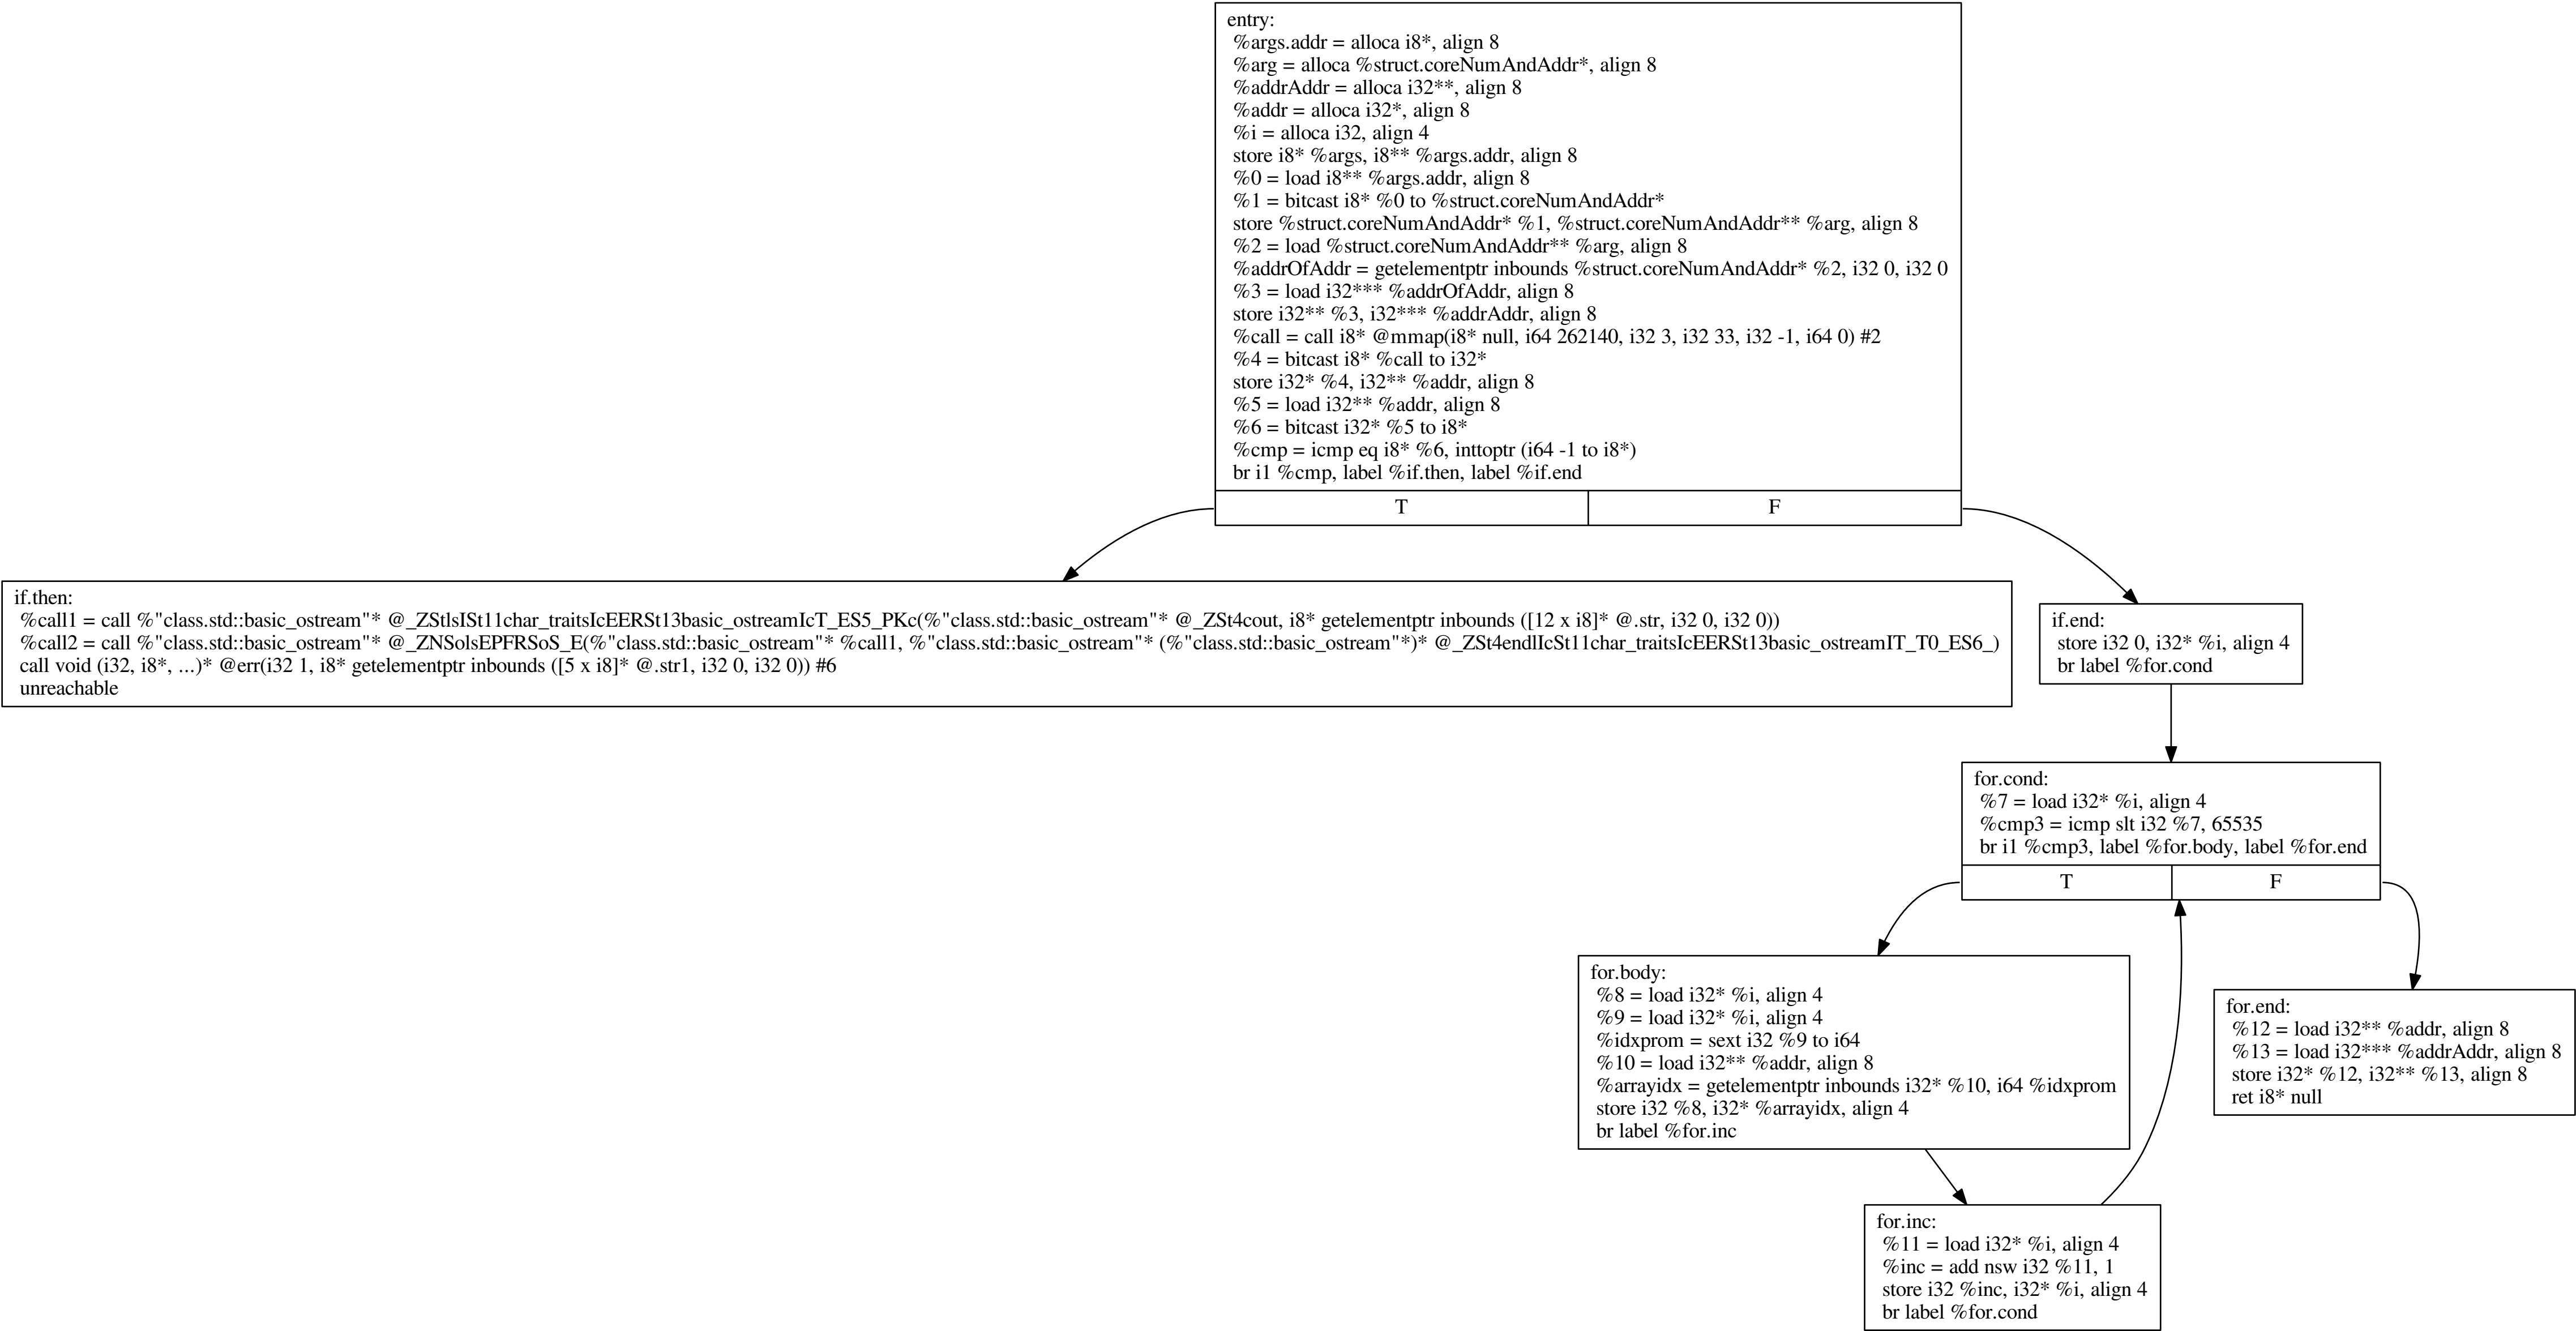 entry:
%args.addr = alloca i8*, align 8
%arg = alloca %struct.coreNumAndAddr*, align 8
%addrAddr = alloca i32**, align 8
%addr = alloca i32*, align 8
%i = alloca i32, align 4
store i8* %args, i8** %args.addr, align 8
%0 = load i8** %args.addr, align 8
%1 = bitcast i8* %0 to %struct.coreNumAndAddr*
store %struct.coreNumAndAddr* %1, %struct.coreNumAndAddr** %arg, align 8
%2 = load %struct.coreNumAndAddr** %arg, align 8
%addrOfAddr = getelementptr inbounds %struct.coreNumAndAddr* %2, i32 0, i32 0
%3 = load i32*** %addrOfAddr, align 8
store i32** %3, i32*** %addrAddr, align 8
%call = call i8* @mmap(i8* null, i64 262140, i32 3, i32 33, i32 -1, i64 0) #2
%4 = bitcast i8* %call to i32*
store i32* %4, i32** %addr, align 8
%5 = load i32** %addr, align 8
%6 = bitcast i32* %5 to i8*
%cmp = icmp eq i8* %6, inttoptr (i64 -1 to i8*)
br i1 %cmp, label %if.then, label %if.end
T F
if.then:
%call1 = call %"class.std::basic_ostream"* @_ZStlsISt11char_traitsIcEERSt13basic_ostreamIcT_ES5_PKc(%"class.std::basic_ostream"* @_ZSt4cout, i8* getelementptr inbounds ([12 x i8]* @.str, i32 0, i32 0))
%call2 = call %"class.std::basic_ostream"* @_ZNSolsEPFRSoS_E(%"class.std::basic_ostream"* %call1, %"class.std::basic_ostream"* (%"class.std::basic_ostream"*)* @_ZSt4endlIcSt11char_traitsIcEERSt13basic_ostreamIT_T0_ES6_)
call void (i32, i8*, ...)* @err(i32 1, i8* getelementptr inbounds ([5 x i8]* @.str1, i32 0, i32 0)) #6
unreachable
if.end:
store i32 0, i32* %i, align 4
br label %for.cond
for.cond:
%7 = load i32* %i, align 4
%cmp3 = icmp slt i32 %7, 65535
br i1 %cmp3, label %for.body, label %for.end
T F
for.body:
%8 = load i32* %i, align 4
%9 = load i32* %i, align 4
%idxprom = sext i32 %9 to i64
%10 = load i32** %addr, align 8
%arrayidx = getelementptr inbounds i32* %10, i64 %idxprom
store i32 %8, i32* %arrayidx, align 4
br label %for.inc
for.end:
%12 = load i32** %addr, align 8
%13 = load i32*** %addrAddr, align 8
store i32* %12, i32** %13, align 8
ret i8* null
for.inc:
%11 = load i32* %i, align 4
%inc = add nsw i32 %11, 1
store i32 %inc, i32* %i, align 4
br label %for.cond